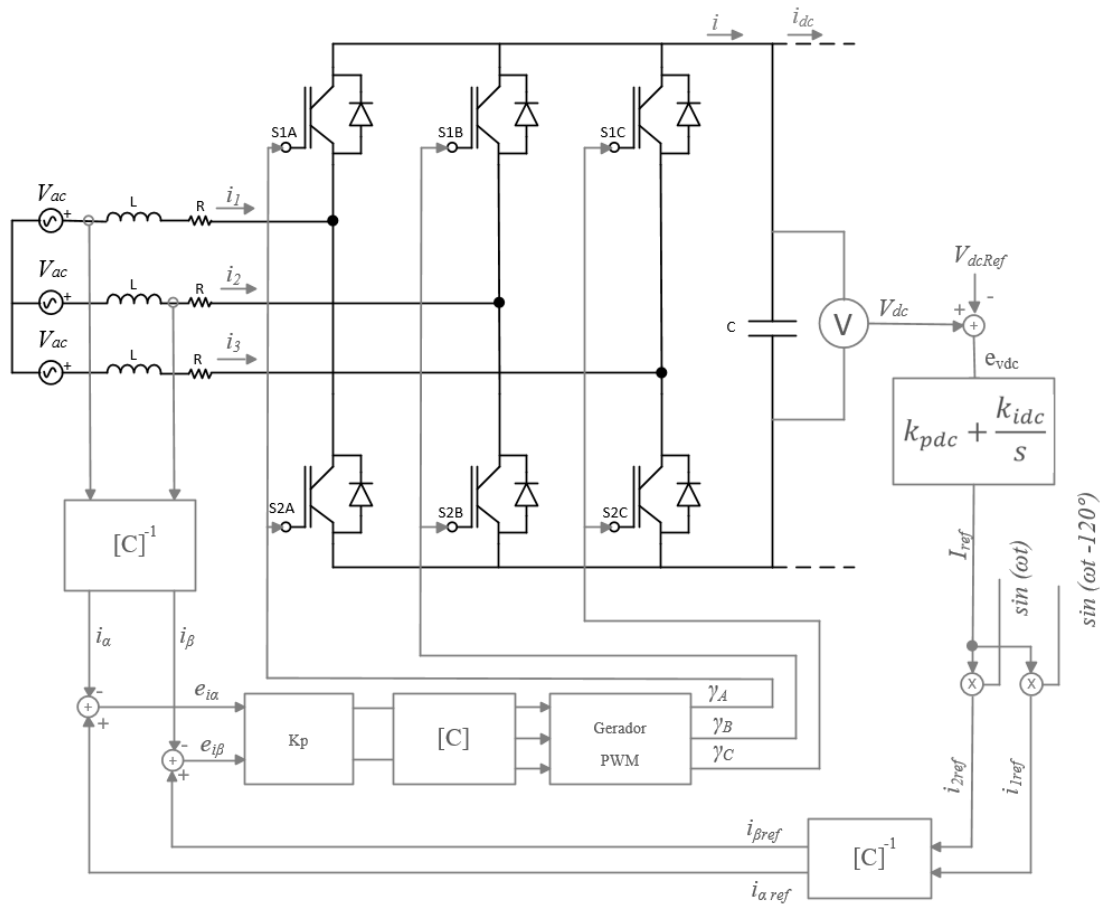 i
i_dc
S1A
S1B
S1C
V_ac
L
R
i_1
V_ac
L
R
i_2
V_ac
L
R
i_3
C
V
V_dc
V_dcRef
-
+
+
e_vdc
k_pdc + k_idc/s
S2A
S2B
S2C
[C]^-1
I_ref
sin (ωt)
sin (ωt -120º)
i_α
i_β
X
X
-
+
+
e_iα
-
+
+
e_iβ
Kp
[C]
Gerador
PWM
γ_A
γ_B
γ_C
i_2ref
i_1ref
i_βref
i_α ref
[C]^-1